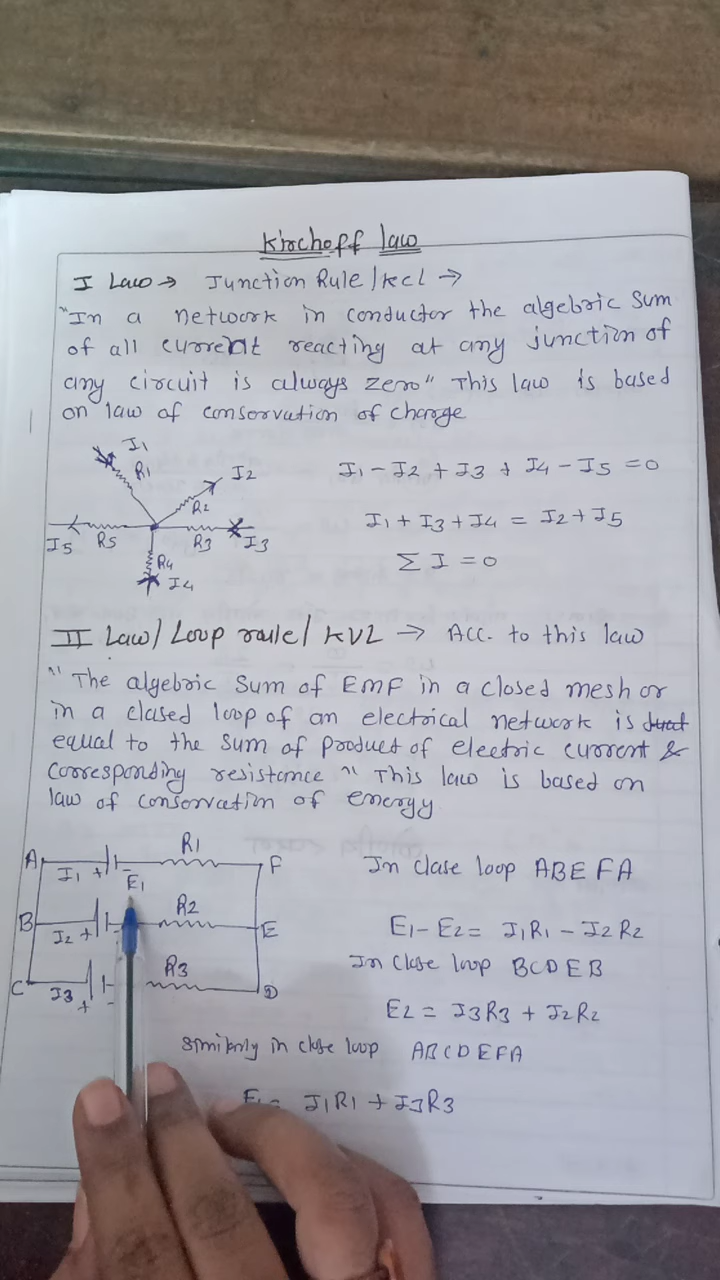 Kirchoff law
I Law → Junction Rule / KCL →
"In a network in conductor the algebric sum
of all current reacting at any junction of
any circuit is always zero" This law is based
on law of consorvation of charge
I1 R1
I2 R2
I5 R5 R3 I3
R4 I4
I1 - I2 + I3 + I4 - I5 = 0
I1 + I3 + I4 = I2 + I5
Σ I = 0
II Law / Loop rule / KVL → Acc. to this law
"The algebric sum of EMF in a closed mesh or
in a closed loop of an electrical network is
equal to the sum of product of electric current &
corresponding resistance" This law is based on
law of consorvation of energy
A I1 + - E1 R1 F
B I2 + - R2 E
C I3 + - R3 D
In close loop ABEFA
E1 - E2 = I1R1 - I2R2
In close loop BCDEB
E2 = I3R3 + I2R2
similarly in close loop ABCDEFA
= I1R1 + I3R3